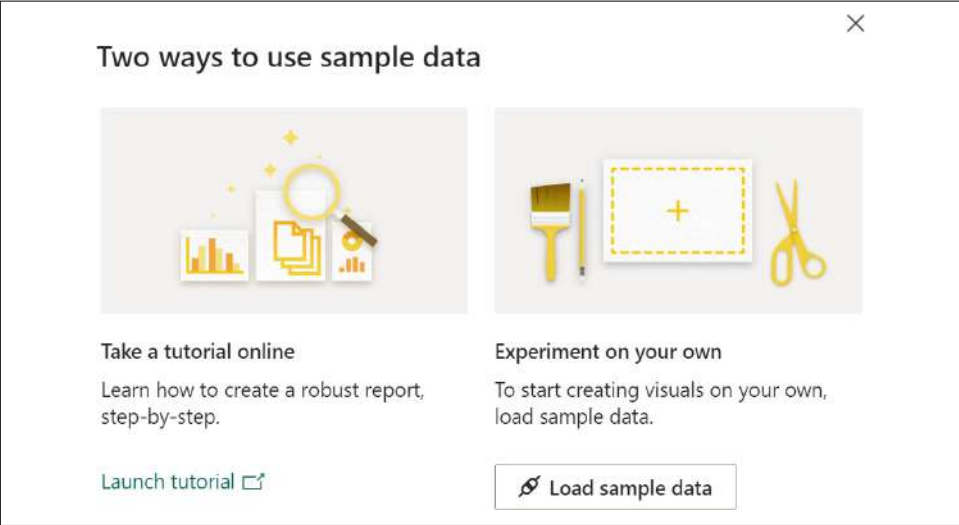 Two ways to use sample data
Take a tutorial online
Learn how to create a robust report,
step-by-step.
Launch tutorial
Experiment on your own
To start creating visuals on your own,
load sample data.
Load sample data